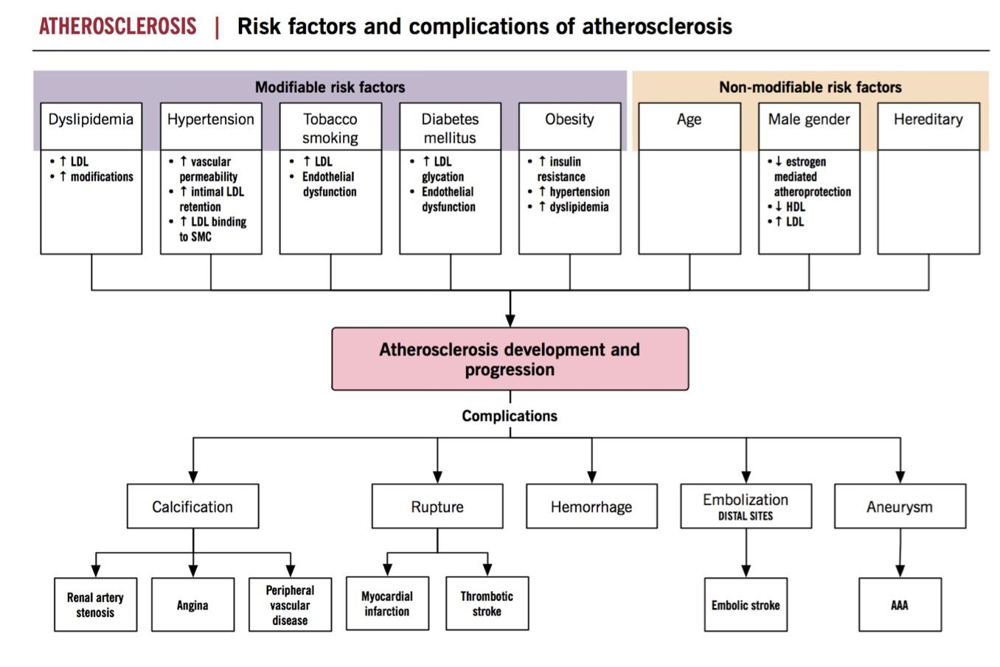 ATHEROSCLEROSIS | Risk factors and complications of atherosclerosis
Modifiable risk factors
Dyslipidemia
• ↑ LDL
• ↑ modifications
Hypertension
• ↑ vascular
permeability
• ↑ intimal LDL
retention
• ↑ LDL binding
to SMC
Tobacco
smoking
• ↑ LDL
• Endothelial
dysfunction
Diabetes
mellitus
• ↑ LDL
glycation
• Endothelial
dysfunction
Obesity
• ↑ insulin
resistance
• ↑ hypertension
• ↑ dyslipidemia
Non-modifiable risk factors
Age
Male gender
• ↓ estrogen
mediated
atheroprotection
• ↓ HDL
• ↑ LDL
Hereditary
Atherosclerosis development and
progression
Complications
Calcification
Rupture
Hemorrhage
Embolization
DISTAL SITES
Aneurysm
Renal artery
stenosis
Angina
Peripheral
vascular
disease
Myocardial
infarction
Thrombotic
stroke
Embolic stroke
AAA